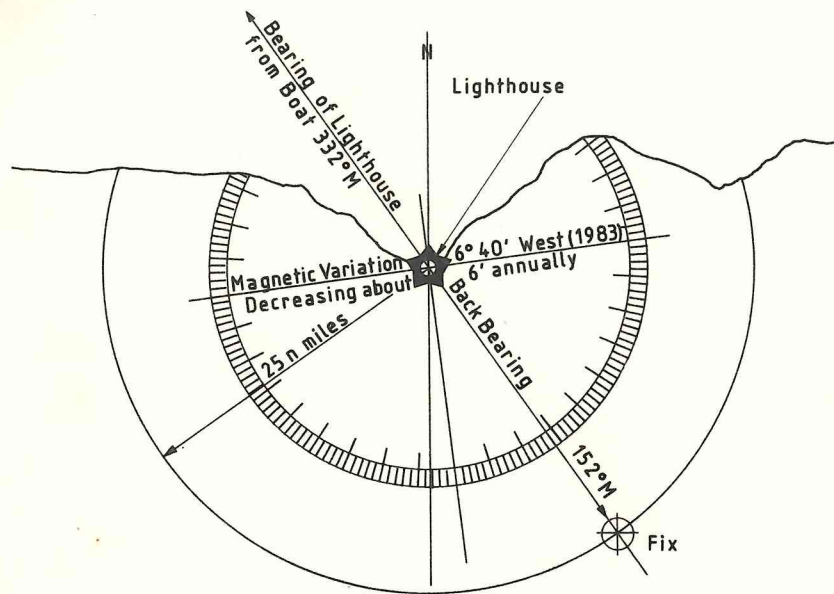 N
Bearing of Lighthouse
from Boat 332°M
Lighthouse
Magnetic Variation
Decreasing about
6° 40' West (1983)
6' annually
25 n miles
Back Bearing
152°M
Fix